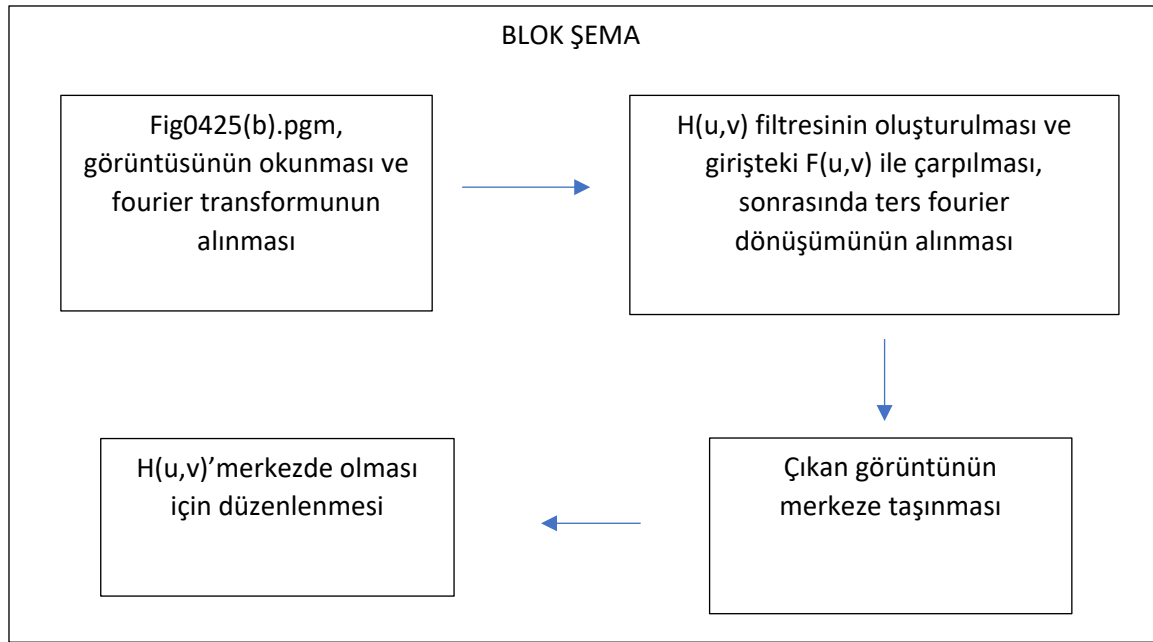 BLOK ŞEMA
Fig0425(b).pgm,
görüntüsünün okunması ve
fourier transformunun
alınması
H(u,v) filtresinin oluşturulması ve
girişteki F(u,v) ile çarpılması,
sonrasında ters fourier
dönüşümünün alınması
Çıkan görüntünün
merkeze taşınması
H(u,v)’merkezde olması
için düzenlenmesi